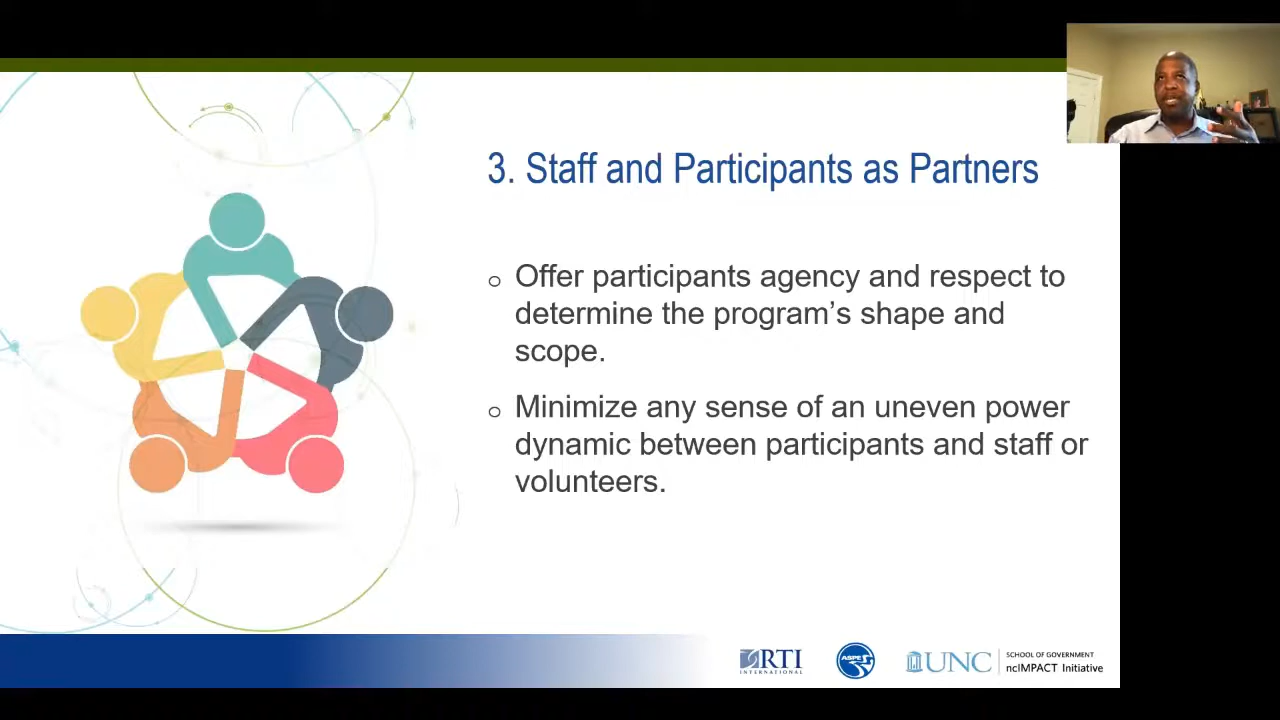 3. Staff and Participants as Partners
o Offer participants agency and respect to
determine the program's shape and
scope.
o Minimize any sense of an uneven power
dynamic between participants and staff or
volunteers.
RTI
INTERNATIONAL
ASPE
UNC
SCHOOL OF GOVERNMENT
ncIMPACT Initiative